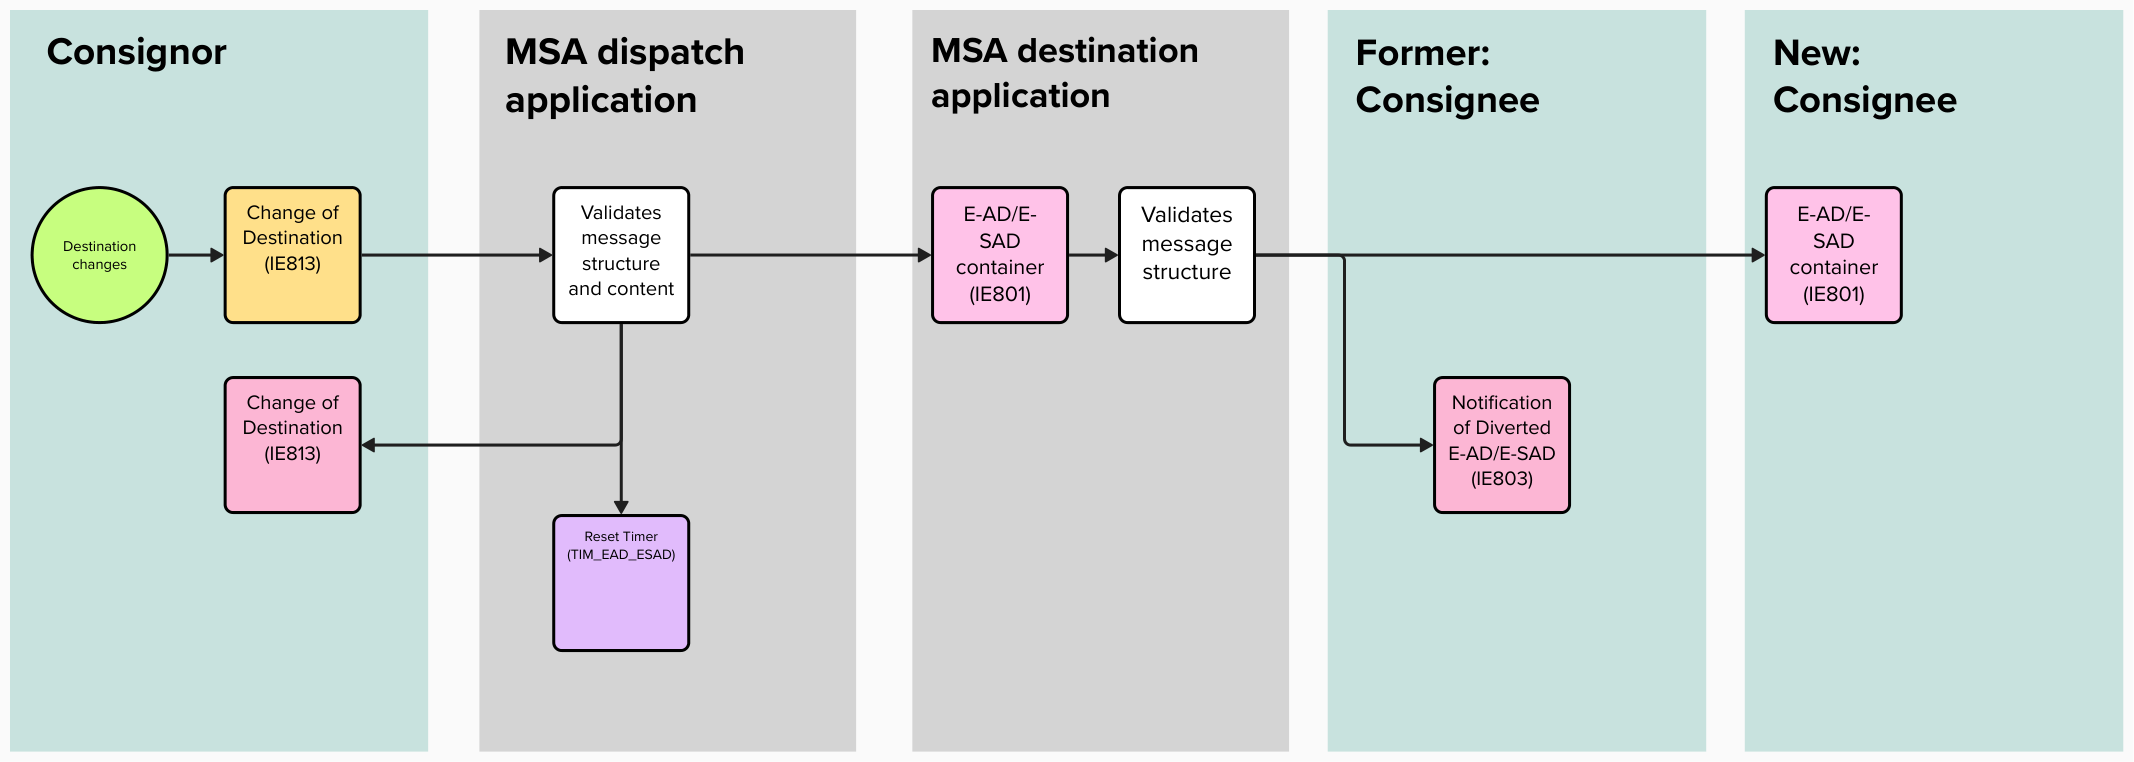 Consignor
MSA dispatch
application
MSA destination
application
Former:
Consignee
New:
Consignee
Destination
changes
Change of
Destination
(IE813)
Validates
message
structure
and content
E-AD/E-
SAD
container
(IE801)
Validates
message
structure
E-AD/E-
SAD
container
(IE801)
Change of
Destination
(IE813)
Notification
of Diverted
E-AD/E-SAD
(IE803)
Reset Timer
(TIM_EAD_ESAD)